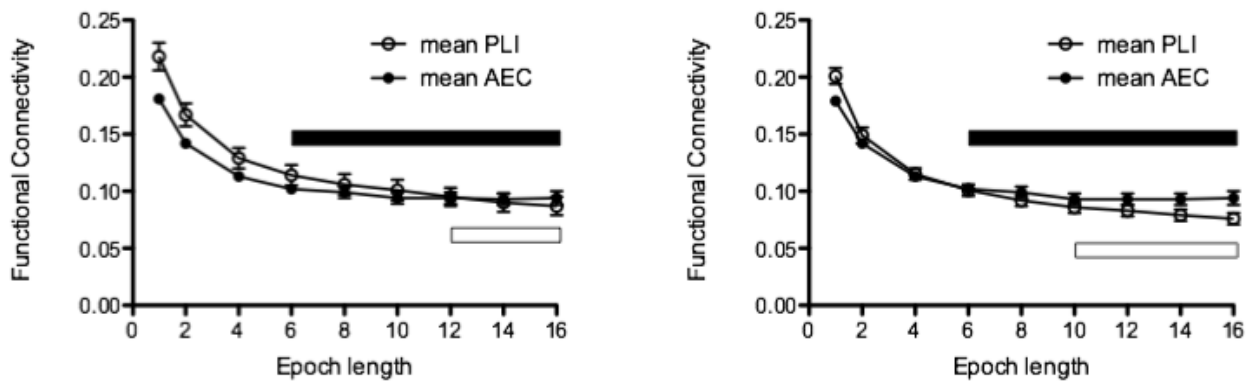 0.25
0.20
0.15
0.10
0.05
0.00
Functional Connectivity
mean PLI
mean AEC
0 2 4 6 8 10 12 14 16
Epoch length
0.25
0.20
0.15
0.10
0.05
0.00
Functional Connectivity
mean PLI
mean AEC
0 2 4 6 8 10 12 14 16
Epoch length